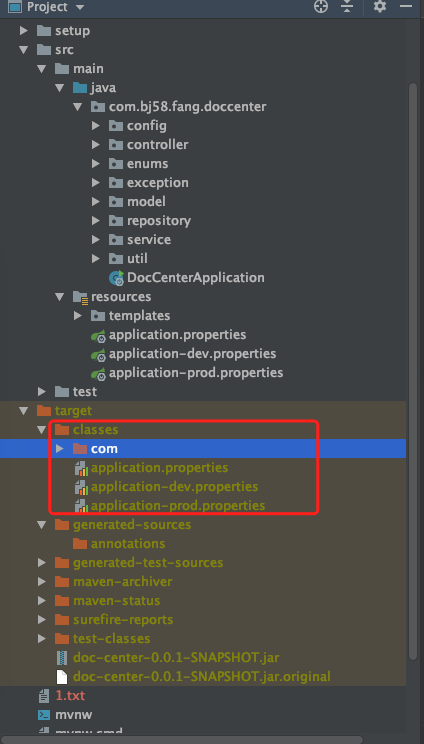 Project
setup
src
main
java
com.bj58.fang.doccenter
config
controller
enums
exception
model
repository
service
util
DocCenterApplication
resources
templates
application.properties
application-dev.properties
application-prod.properties
test
target
classes
com
application.properties
application-dev.properties
application-prod.properties
generated-sources
annotations
generated-test-sources
maven-archiver
maven-status
surefire-reports
test-classes
doc-center-0.0.1-SNAPSHOT.jar
doc-center-0.0.1-SNAPSHOT.jar.original
1.txt
mvnw
mvnw.cmd